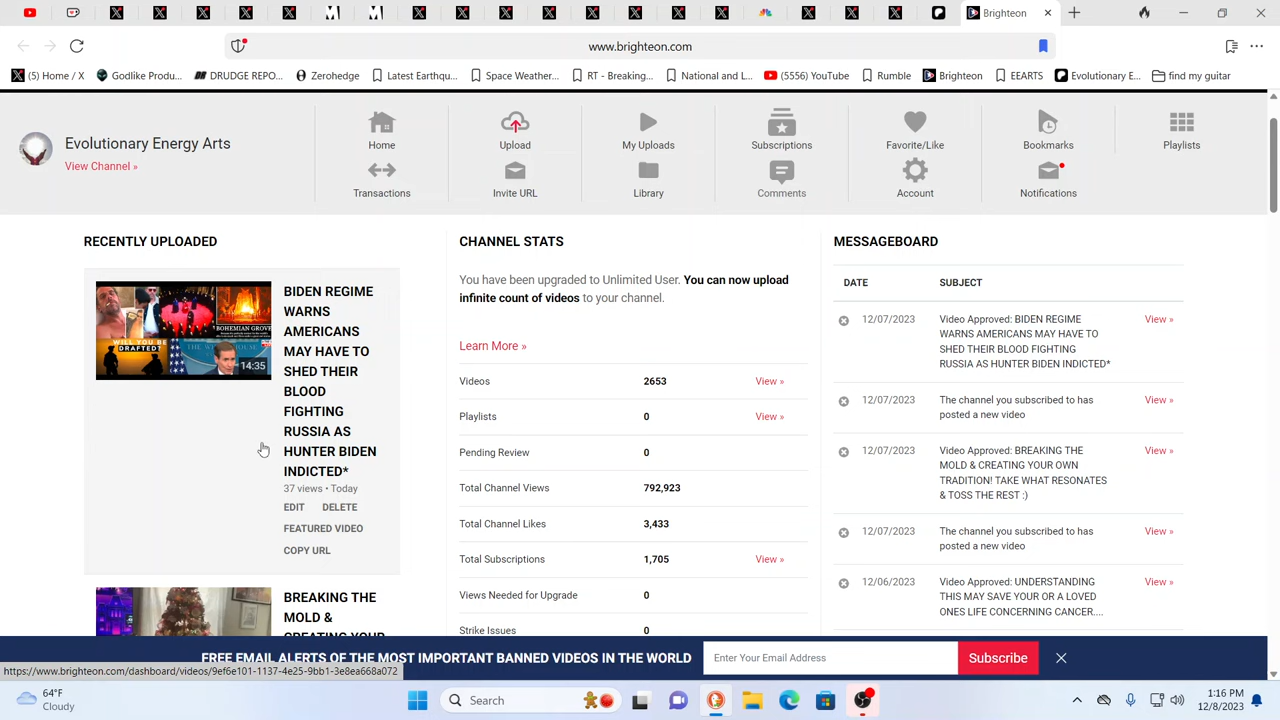 Brighteon
www.brighteon.com
(5) Home / X
Godlike Produ...
DRUDGE REPO...
Zerohedge
Latest Earthqu...
Space Weather...
RT - Breaking...
National and L...
(5556) YouTube
Rumble
Brighteon
EEARTS
Evolutionary E...
find my guitar
Evolutionary Energy Arts
View Channel »
Home
Upload
My Uploads
Subscriptions
Favorite/Like
Bookmarks
Playlists
Transactions
Invite URL
Library
Comments
Account
Notifications
RECENTLY UPLOADED
BOHEMIAN GROVE
WILL YOU BE
DRAFTED?
14:35
BIDEN REGIME
WARNS
AMERICANS
MAY HAVE TO
SHED THEIR
BLOOD
FIGHTING
RUSSIA AS
HUNTER BIDEN
INDICTED*
37 views • Today
EDIT DELETE
FEATURED VIDEO
COPY URL
BREAKING THE
MOLD &
CREATING YOUR
CHANNEL STATS
You have been upgraded to Unlimited User. You can now upload
infinite count of videos to your channel.
Learn More »
Videos 2653 View »
Playlists 0 View »
Pending Review 0
Total Channel Views 792,923
Total Channel Likes 3,433
Total Subscriptions 1,705 View »
Views Needed for Upgrade 0
Strike Issues 0
MESSAGEBOARD
DATE SUBJECT
12/07/2023 Video Approved: BIDEN REGIME View »
WARNS AMERICANS MAY HAVE TO
SHED THEIR BLOOD FIGHTING
RUSSIA AS HUNTER BIDEN INDICTED*
12/07/2023 The channel you subscribed to has View »
posted a new video
12/07/2023 Video Approved: BREAKING THE View »
MOLD & CREATING YOUR OWN
TRADITION! TAKE WHAT RESONATES
& TOSS THE REST :)
12/07/2023 The channel you subscribed to has View »
posted a new video
12/06/2023 Video Approved: UNDERSTANDING View »
THIS MAY SAVE YOUR OR A LOVED
ONES LIFE CONCERNING CANCER....
FREE EMAIL ALERTS OF THE MOST IMPORTANT BANNED VIDEOS IN THE WORLD
Enter Your Email Address
Subscribe
https://www.brighteon.com/dashboard/videos/9ef6e101-1137-4e25-9bb1-3e8ea668a072
64°F
Cloudy
Search
1:16 PM
12/8/2023